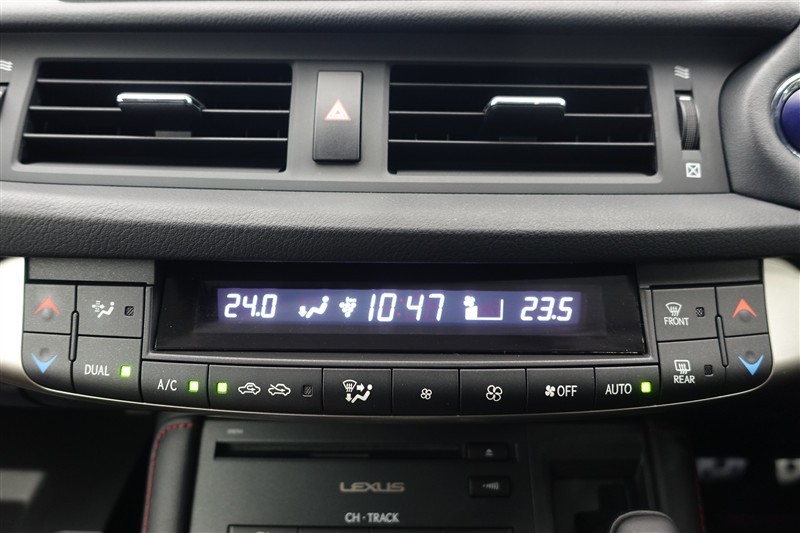 24.0 10:47 23.5
FRONT
DUAL
A/C
OFF
AUTO
REAR
LEXUS
CH · TRACK